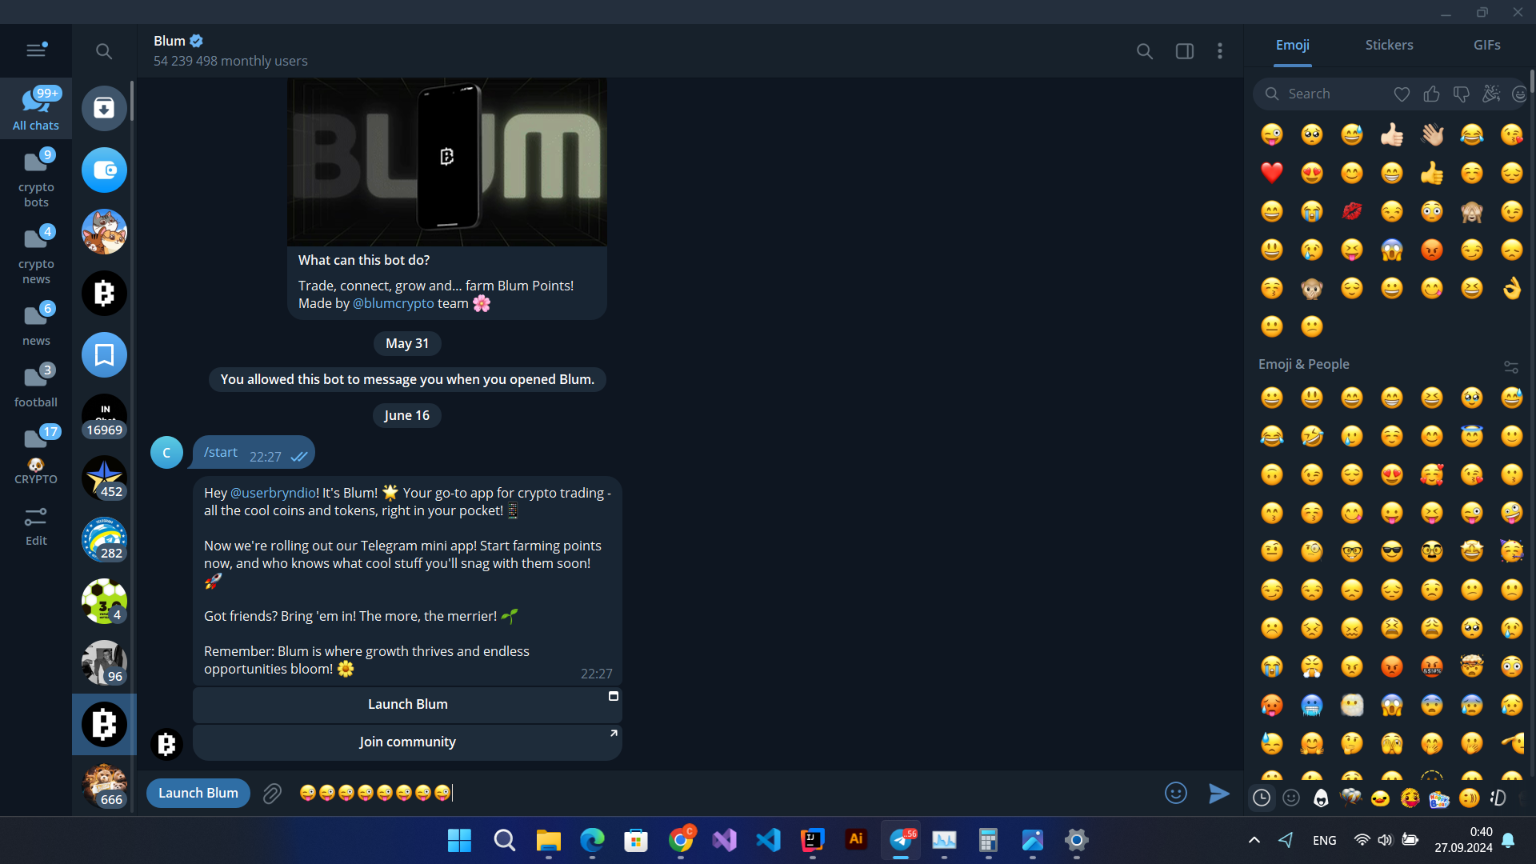 Blum
54 239 498 monthly users
Emoji
Stickers
GIFs
Search
99+
All chats
9
crypto
bots
4
crypto
news
6
news
3
football
17
CRYPTO
Edit
IN
16969
452
282
3.0
4
96
666
BLUM
What can this bot do?
Trade, connect, grow and... farm Blum Points!
Made by @blumcrypto team 🌸
May 31
You allowed this bot to message you when you opened Blum.
June 16
C
/start 22:27
Hey @userbryndio! It's Blum! 🌟 Your go-to app for crypto trading -
all the cool coins and tokens, right in your pocket! 📱
Now we're rolling out our Telegram mini app! Start farming points
now, and who knows what cool stuff you'll snag with them soon!
🚀
Got friends? Bring 'em in! The more, the merrier! 🌱
Remember: Blum is where growth thrives and endless
opportunities bloom! 🌼
22:27
Launch Blum
Join community
Launch Blum
😜😜😜😜😜😜😜😜
Emoji & People
C
IJ
Ai
56
ENG
0:40
27.09.2024